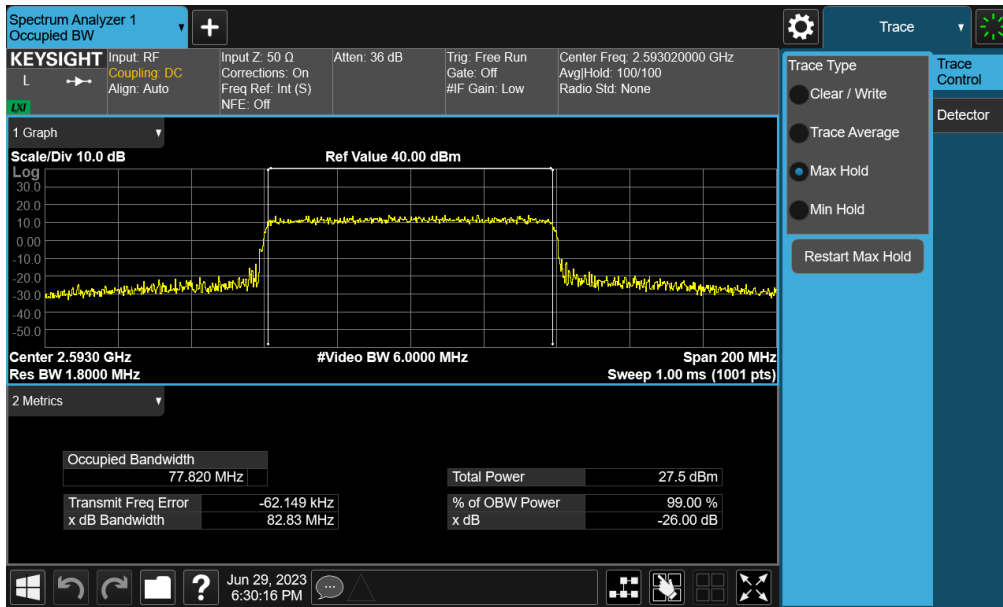 Spectrum Analyzer 1
Occupied BW
Trace
KEYSIGHT
L
LXI
Input: RF
Coupling: DC
Align: Auto
Input Z: 50 Ω
Corrections: On
Freq Ref: Int (S)
NFE: Off
Atten: 36 dB
Trig: Free Run
Gate: Off
#IF Gain: Low
Center Freq: 2.593020000 GHz
Avg|Hold: 100/100
Radio Std: None
Trace Type
Clear / Write
Trace Average
Max Hold
Min Hold
Restart Max Hold
Trace
Control
Detector
1 Graph
Scale/Div 10.0 dB
Ref Value 40.00 dBm
Log
30.0
20.0
10.0
0.00
-10.0
-20.0
-30.0
-40.0
-50.0
Center 2.5930 GHz
#Video BW 6.0000 MHz
Span 200 MHz
Res BW 1.8000 MHz
Sweep 1.00 ms (1001 pts)
2 Metrics
Occupied Bandwidth
77.820 MHz
Total Power 27.5 dBm
Transmit Freq Error -62.149 kHz
% of OBW Power 99.00 %
x dB Bandwidth 82.83 MHz
x dB -26.00 dB
?
Jun 29, 2023
6:30:16 PM